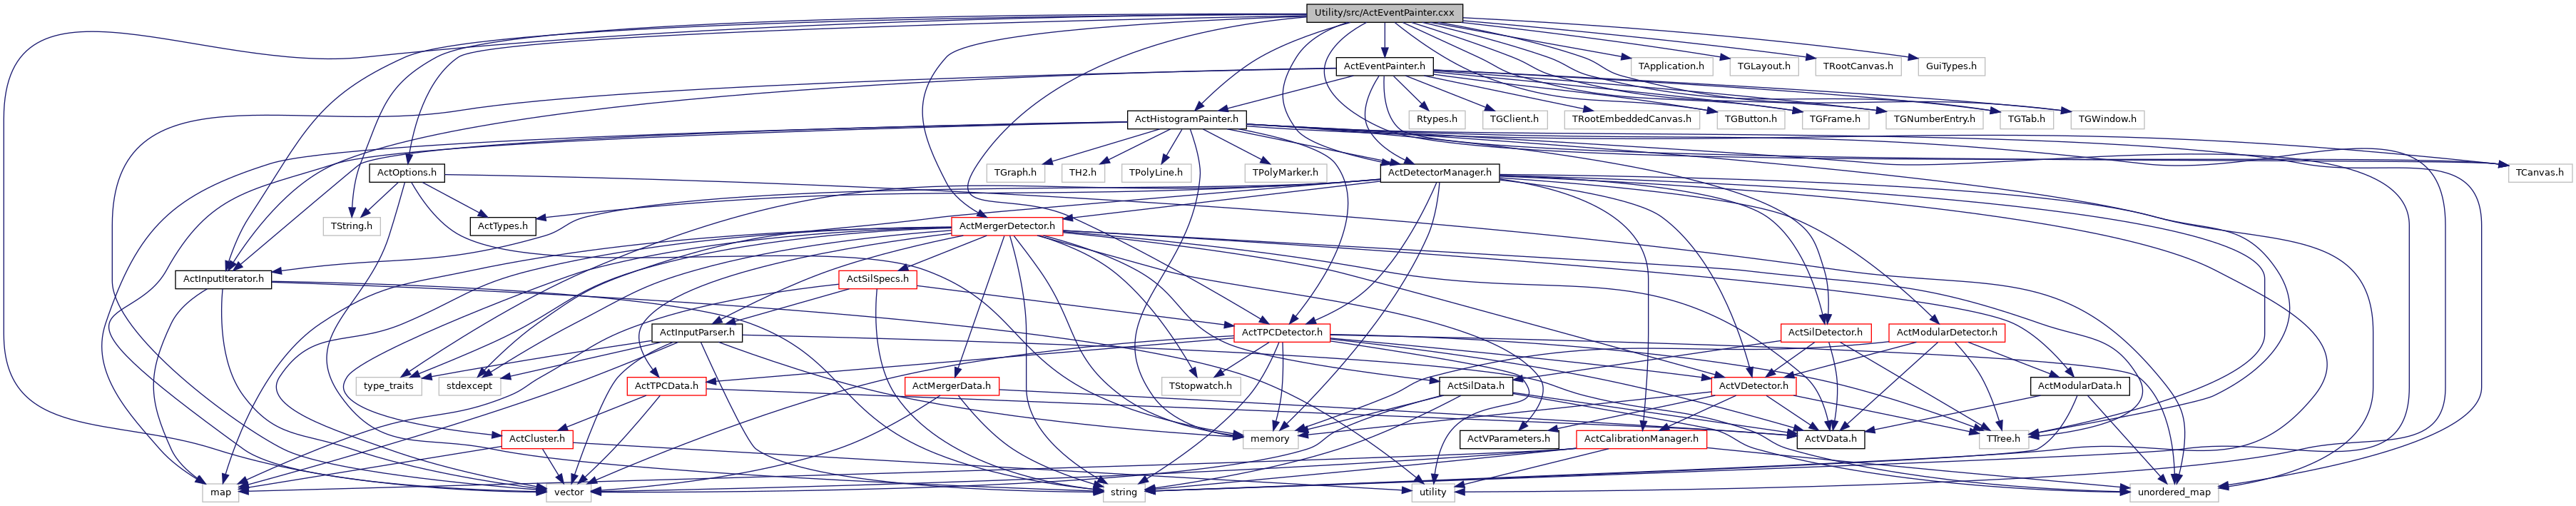 Utility/src/ActEventPainter.cxx
ActEventPainter.h
TApplication.h
TGLayout.h
TRootCanvas.h
GuiTypes.h
ActHistogramPainter.h
Rtypes.h
TGClient.h
TRootEmbeddedCanvas.h
TGButton.h
TGFrame.h
TGNumberEntry.h
TGTab.h
TGWindow.h
ActOptions.h
TGraph.h
TH2.h
TPolyLine.h
TPolyMarker.h
ActDetectorManager.h
TCanvas.h
TString.h
ActTypes.h
ActMergerDetector.h
ActInputIterator.h
ActSilSpecs.h
ActInputParser.h
ActTPCDetector.h
ActSilDetector.h
ActModularDetector.h
type_traits
stdexcept
ActTPCData.h
ActMergerData.h
TStopwatch.h
ActSilData.h
ActVDetector.h
ActModularData.h
ActCluster.h
memory
ActVParameters.h
ActCalibrationManager.h
ActVData.h
TTree.h
map
vector
string
utility
unordered_map